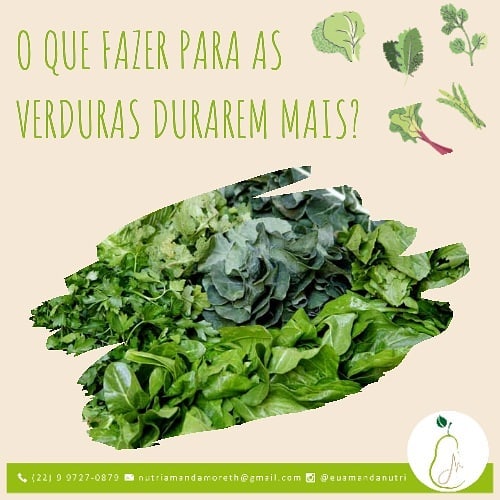 O QUE FAZER PARA AS
VERDURAS DURAREM MAIS?
(22) 9 9727-0879 nutriamandamoreth@gmail.com @euamandanutri